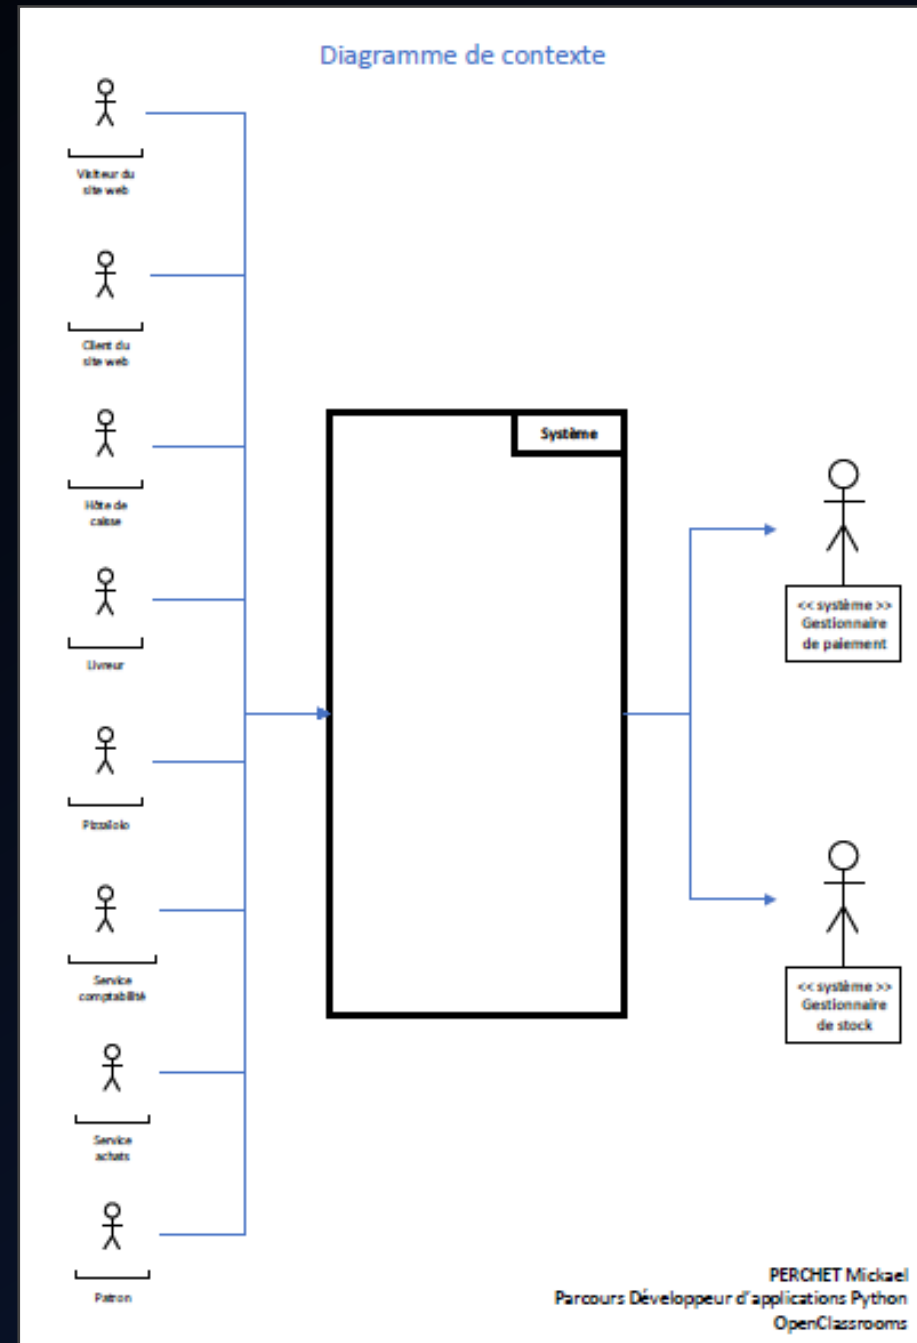 Diagramme de contexte
Visiteur du
site web
Client du
site web
Hôte de
caisse
Livreur
Pizzaïolo
Service
comptabilité
Service
achats
Patron
Système
<< système >>
Gestionnaire
de paiement
<< système >>
Gestionnaire
de stock
PERCHET Mickael
Parcours Développeur d'applications Python
OpenClassrooms